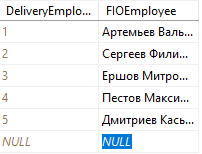 DeliveryEmplo... FIOEmployee
1 Артемьев Валь...
2 Сергеев Фили...
3 Ершов Митро...
4 Пестов Макси...
5 Дмитриев Кась...
NULL NULL